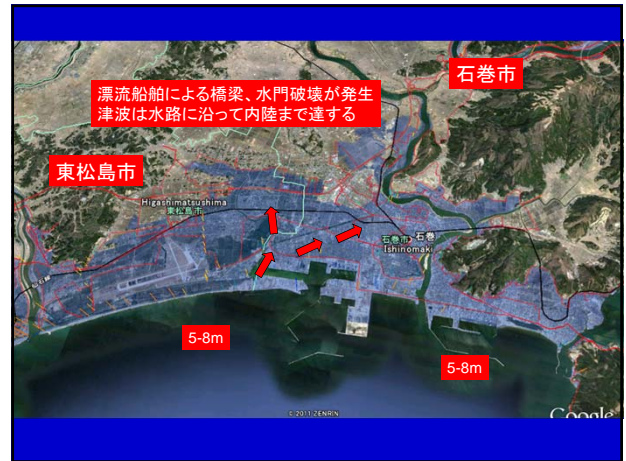 石巻市
漂流船舶による橋梁、水門破壊が発生
津波は水路に沿って内陸まで達する
東松島市
Higashimatsushima
東松島市
石巻市
石巻
Ishinomaki
5-8m
5-8m
© 2011 ZENRIN
Google